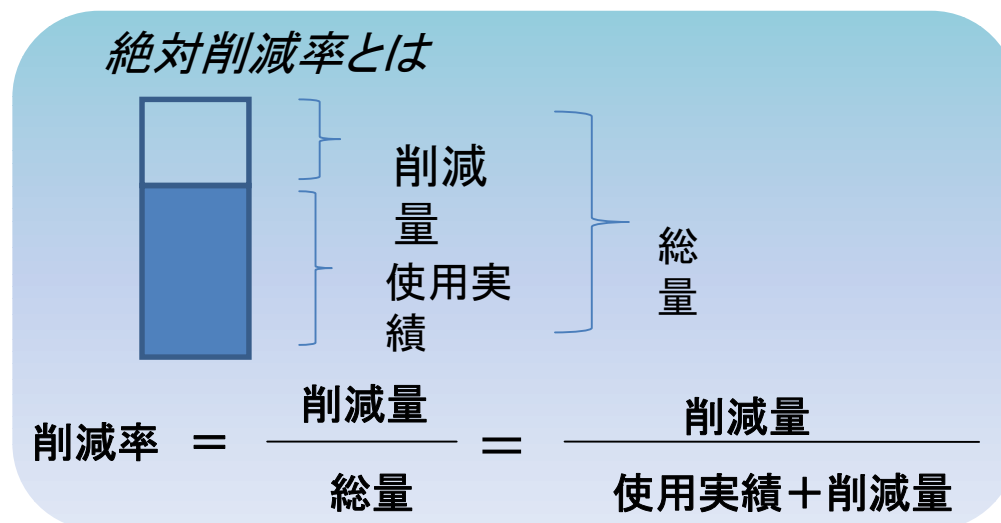 絶対削減率とは
削減
量
使用実
績
総
量
削減率 ＝ 削減量 ＝ 削減量
総量 使用実績＋削減量